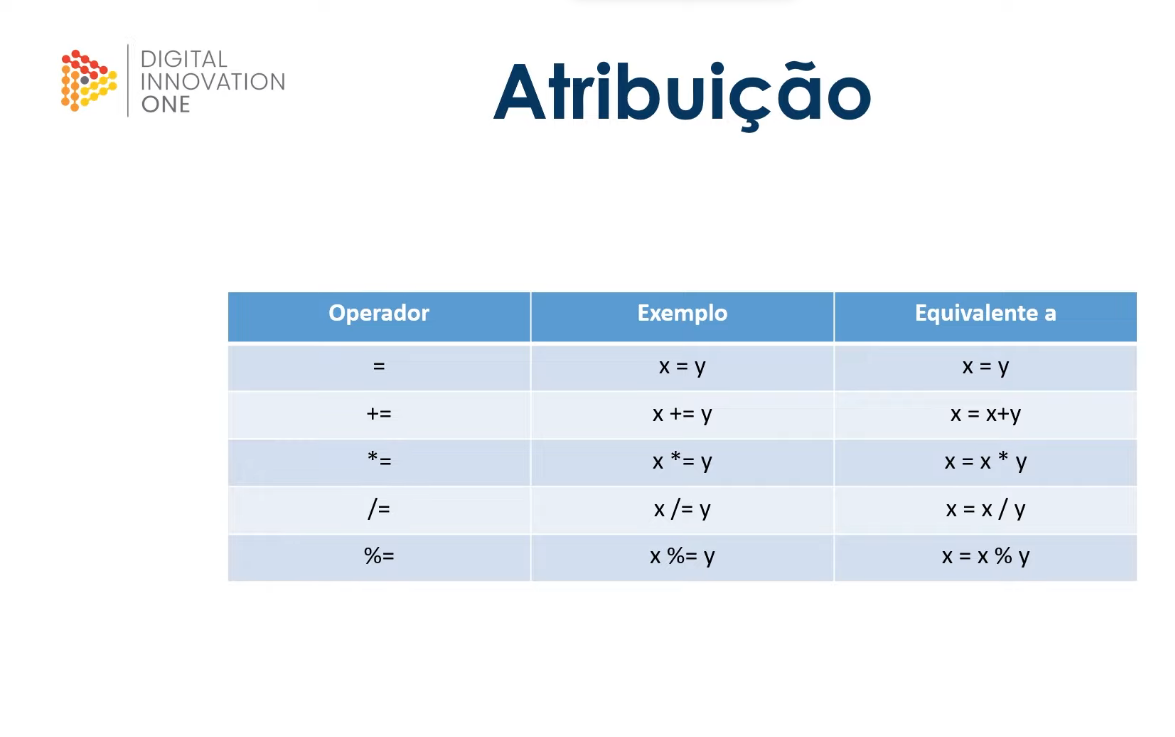 DIGITAL
INNOVATION
ONE
Atribuição
Operador Exemplo Equivalente a
= x = y x = y
+= x += y x = x+y
*= x *= y x = x * y
/= x /= y x = x / y
%= x %= y x = x % y